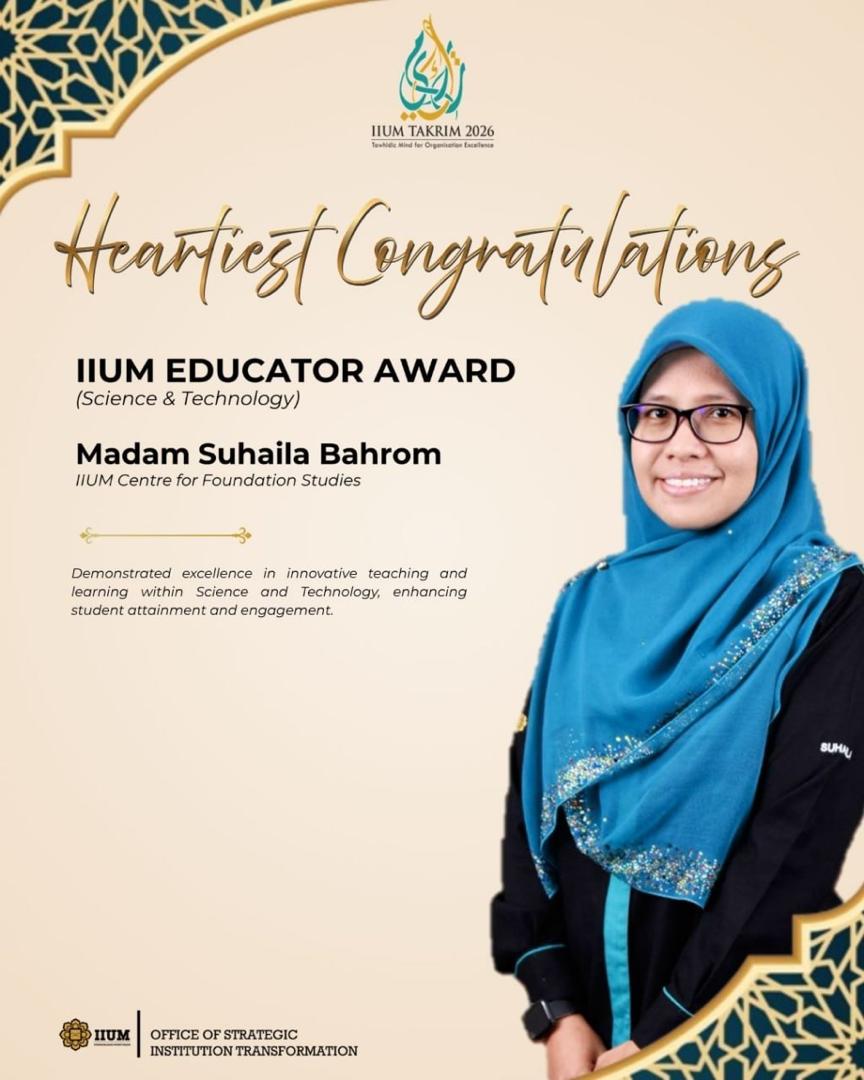 IIUM TAKRIM 2026
Tawhidic Mind for Organisation Excellence
Heartiest Congratulations
IIUM EDUCATOR AWARD
(Science & Technology)
Madam Suhaila Bahrom
IIUM Centre for Foundation Studies
Demonstrated excellence in innovative teaching and
learning within Science and Technology, enhancing
student attainment and engagement.
IIUM
OFFICE OF STRATEGIC
INSTITUTION TRANSFORMATION